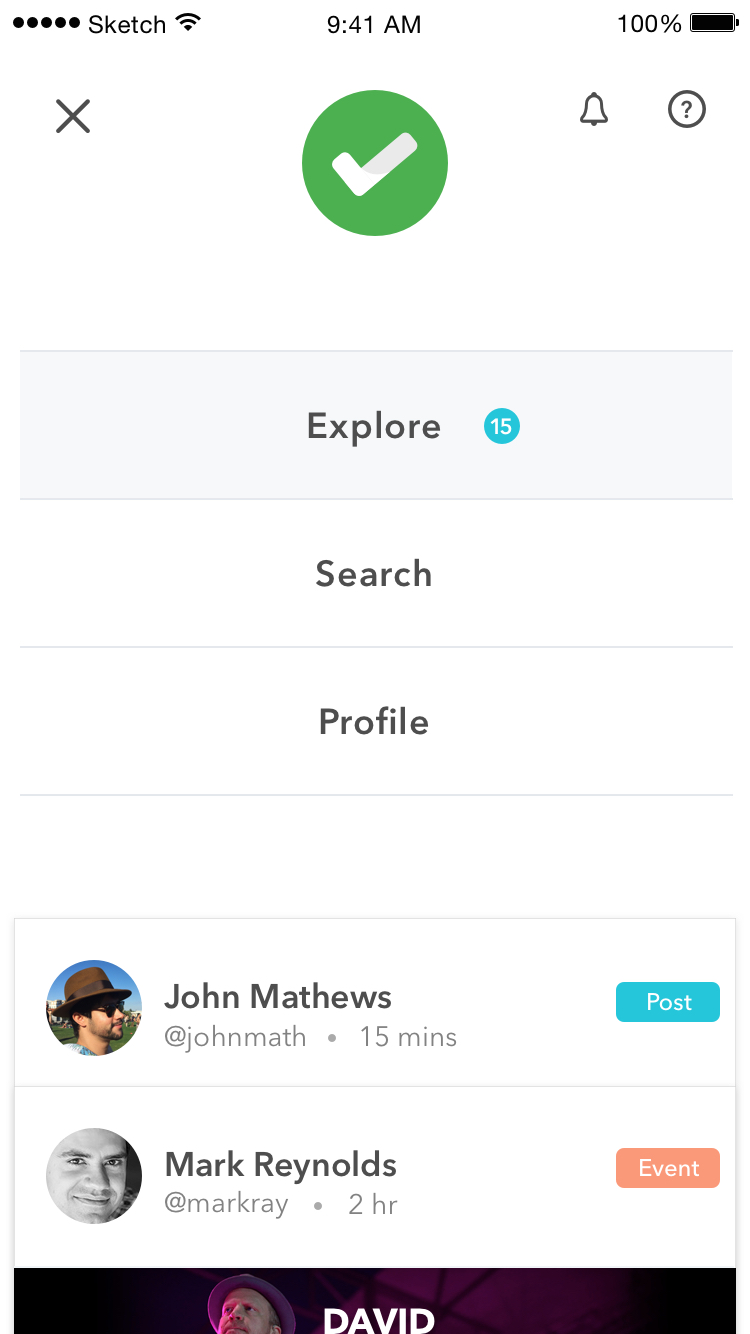 Sketch 9:41 AM 100%
?
Explore 15
Search
Profile
John Mathews Post
@johnmath • 15 mins
Mark Reynolds Event
@markray • 2 hr
DAVID